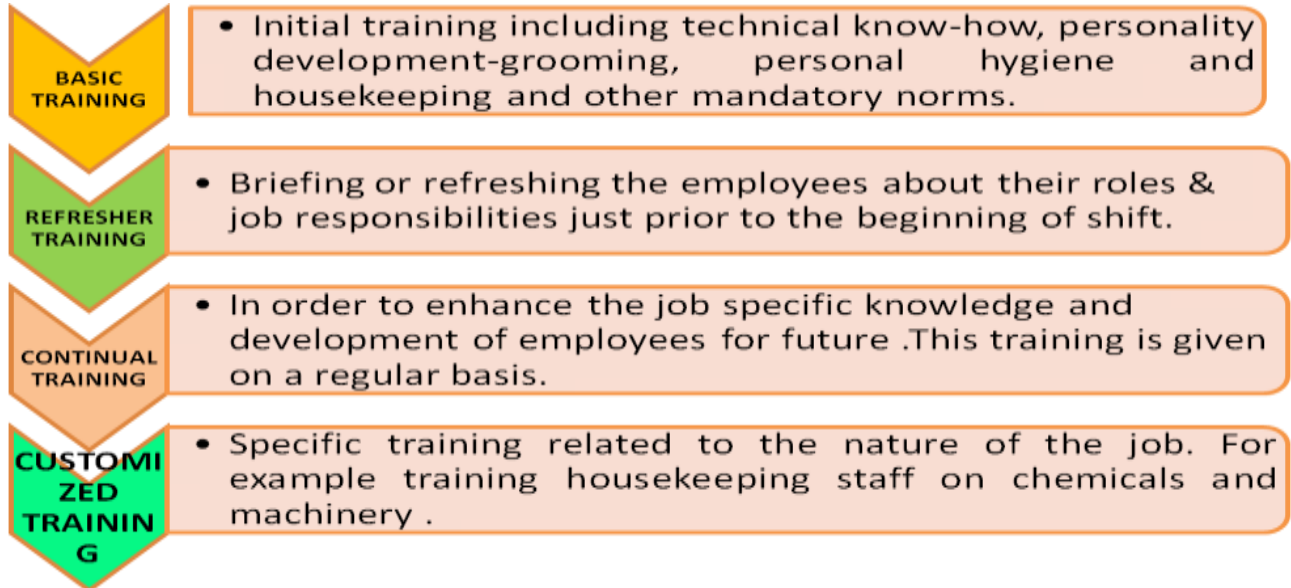 BASIC
TRAINING
• Initial training including technical know-how, personality
development-grooming, personal hygiene and
housekeeping and other mandatory norms.
REFRESHER
TRAINING
• Briefing or refreshing the employees about their roles &
job responsibilities just prior to the beginning of shift.
CONTINUAL
TRAINING
• In order to enhance the job specific knowledge and
development of employees for future .This training is given
on a regular basis.
CUSTOMI
ZED
TRAININ
G
• Specific training related to the nature of the job. For
example training housekeeping staff on chemicals and
machinery .